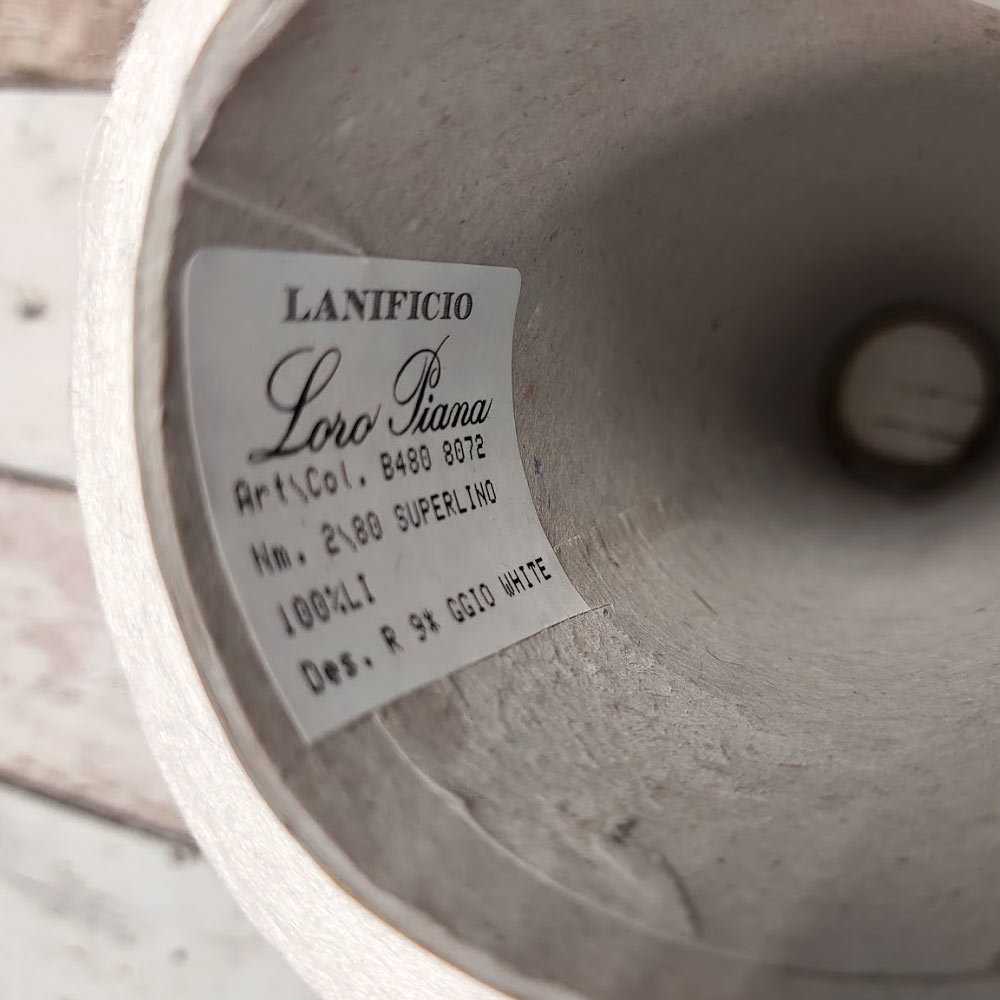 LANIFICIO
Loro Piana
Art\Col. B480 8072
Nm. 2\80 SUPERLINO
100%LI
Des. R 9* GGIO WHITE